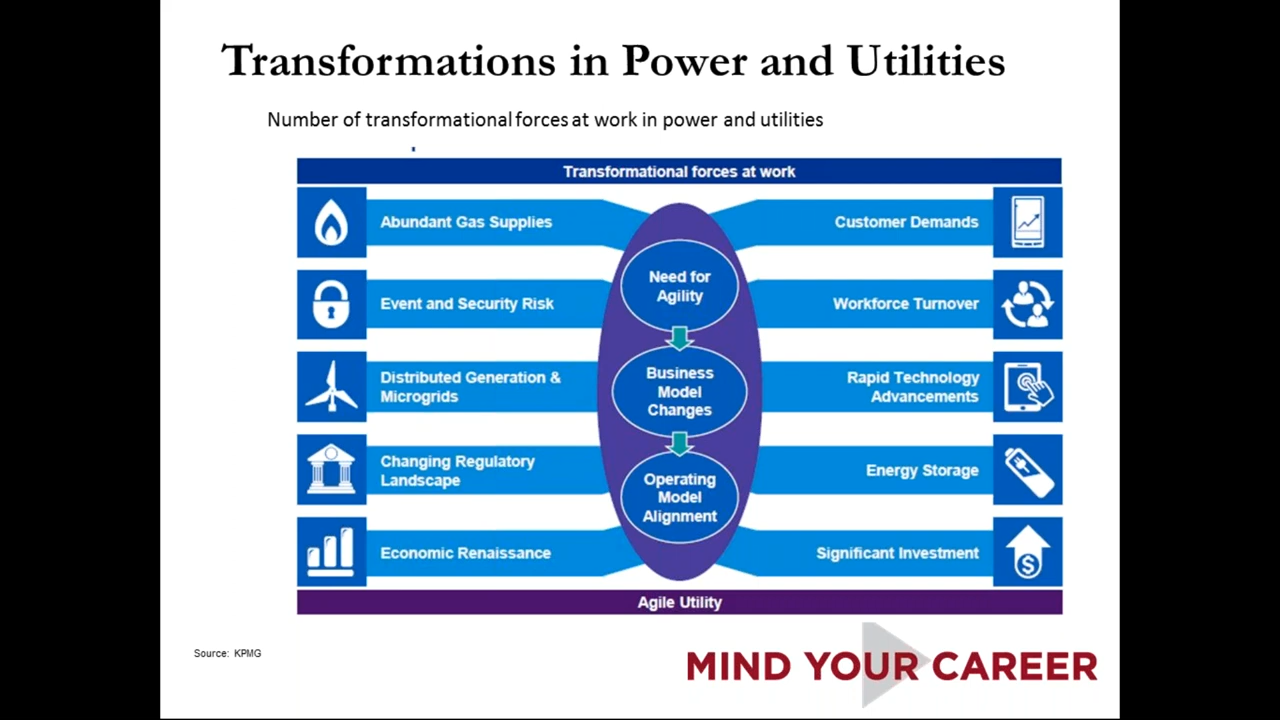 Transformations in Power and Utilities
Number of transformational forces at work in power and utilities
Transformational forces at work
Abundant Gas Supplies
Event and Security Risk
Distributed Generation &
Microgrids
Changing Regulatory
Landscape
Economic Renaissance
Need for
Agility
Business
Model
Changes
Operating
Model
Alignment
Customer Demands
Workforce Turnover
Rapid Technology
Advancements
Energy Storage
Significant Investment
$
Agile Utility
Source: KPMG
MIND YOUR CAREER